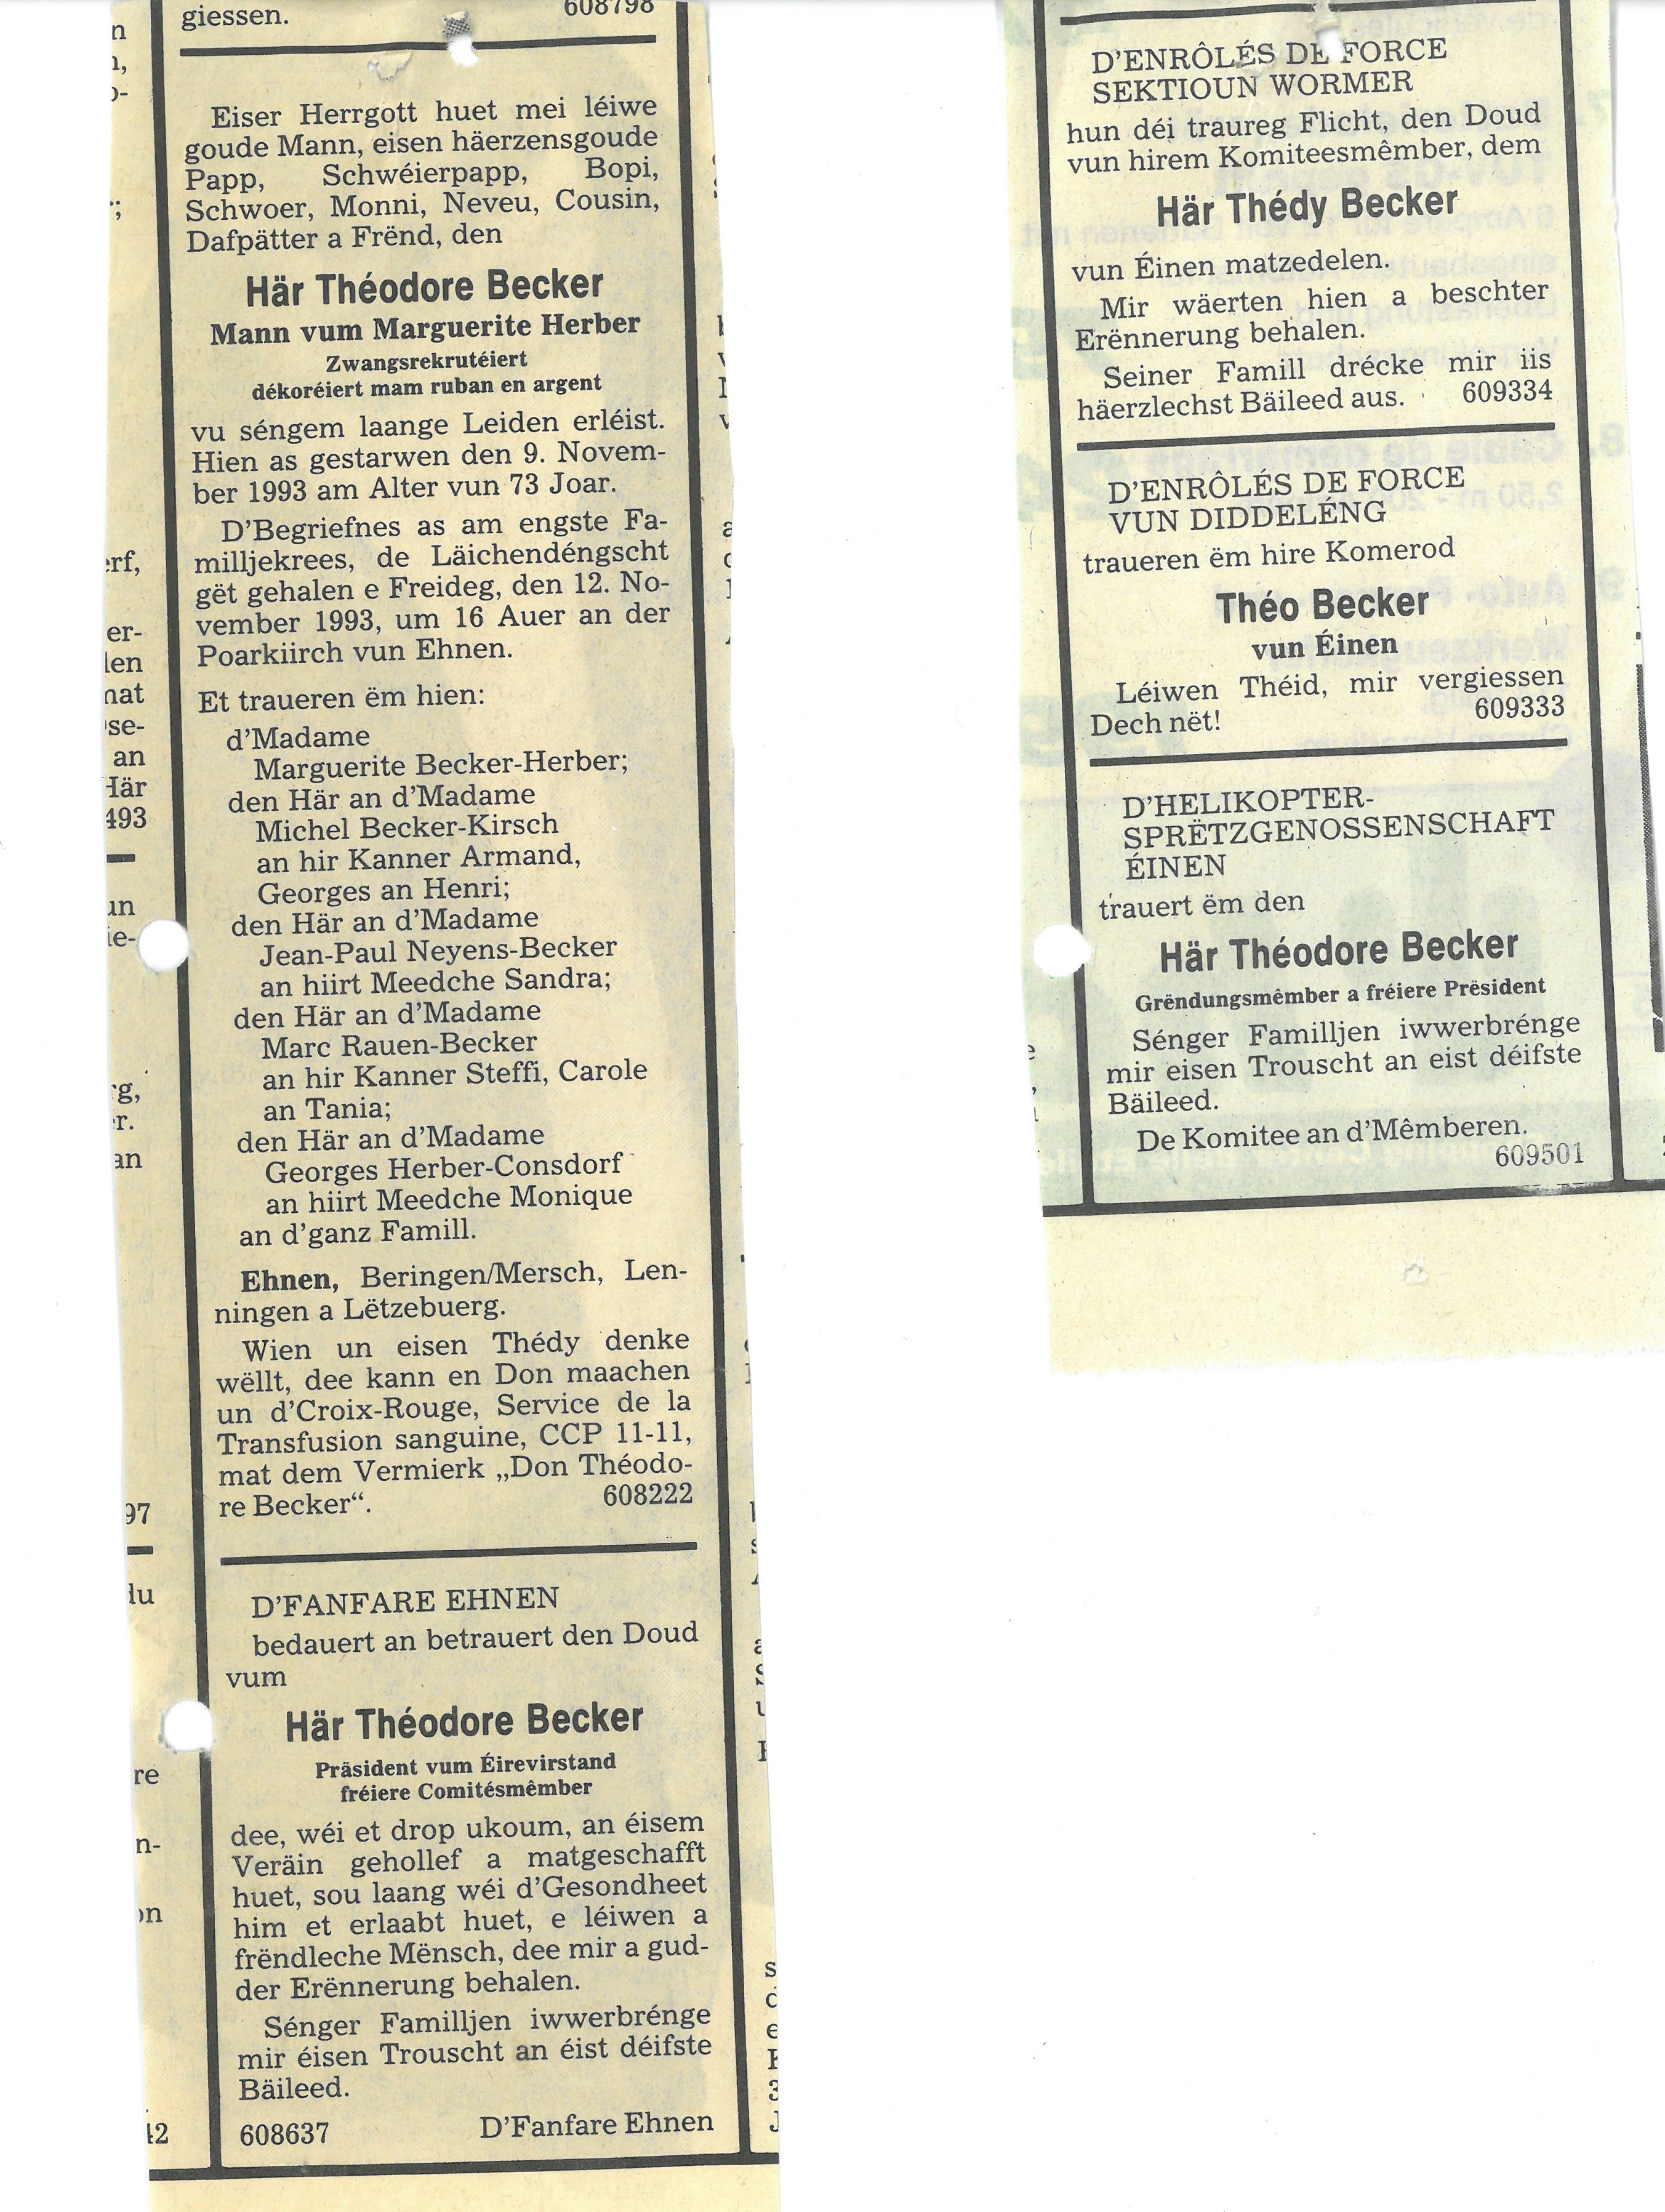 giessen.
608798
Eiser Herrgott huet mei léiwe
goude Mann, eisen häerzensgoude
Papp, Schwéierpapp, Bopi,
Schwoer, Monni, Neveu, Cousin,
Dafpätter a Frënd, den
Här Théodore Becker
Mann vum Marguerite Herber
Zwangsrekrutéiert
dékoréiert mam ruban en argent
vu séngem laange Leiden erléist.
Hien as gestarwen den 9. Novem-
ber 1993 am Alter vun 73 Joar.
D'Begriefnes as am engste Fa-
milljekrees, de Läichendéngscht
gët gehalen e Freideg, den 12. No-
vember 1993, um 16 Auer an der
Poarkiirch vun Ehnen.
Et traueren ëm hien:
d'Madame
Marguerite Becker-Herber;
den Här an d'Madame
Michel Becker-Kirsch
an hir Kanner Armand,
Georges an Henri;
den Här an d'Madame
Jean-Paul Neyens-Becker
an hiirt Meedche Sandra;
den Här an d'Madame
Marc Rauen-Becker
an hir Kanner Steffi, Carole
an Tania;
den Här an d'Madame
Georges Herber-Consdorf
an hiirt Meedche Monique
an d'ganz Famill.
Ehnen, Beringen/Mersch, Len-
ningen a Lëtzebuerg.
Wien un eisen Thédy denke
wëllt, dee kann en Don maachen
un d'Croix-Rouge, Service de la
Transfusion sanguine, CCP 11-11,
mat dem Vermierk „Don Théodo-
re Becker“.
608222
D'FANFARE EHNEN
bedauert an betrauert den Doud
vum
Här Théodore Becker
Präsident vum Éirevirstand
fréiere Comitésmêmber
dee, wéi et drop ukoum, an éisem
Veräin gehollef a matgeschafft
huet, sou laang wéi d'Gesondheet
him et erlaabt huet, e léiwen a
frëndleche Mënsch, dee mir a gud-
der Erënnerung behalen.
Sénger Familljen iwwerbrénge
mir éisen Trouscht an éist déifste
Bäileed.
608637 D'Fanfare Ehnen
D'ENRÔLÉS DE FORCE
SEKTIOUN WORMER
hun déi traureg Flicht, den Doud
vun hirem Komiteesmêmber, dem
Här Thédy Becker
vun Éinen matzedelen.
Mir wäerten hien a beschter
Erënnerung behalen.
Seiner Famill drécke mir iis
häerzlechst Bäileed aus. 609334
D'ENRÔLÉS DE FORCE
VUN DIDDELÉNG
traueren ëm hire Komerod
Théo Becker
vun Éinen
Léiwen Théid, mir vergiessen
Dech nët! 609333
D'HELIKOPTER-
SPRËTZGENOSSENSCHAFT
ÉINEN
trauert ëm den
Här Théodore Becker
Grëndungsmêmber a fréiere Prësident
Sénger Familljen iwwerbrénge
mir eisen Trouscht an eist déifste
Bäileed.
De Komitee an d'Mêmberen.
609501